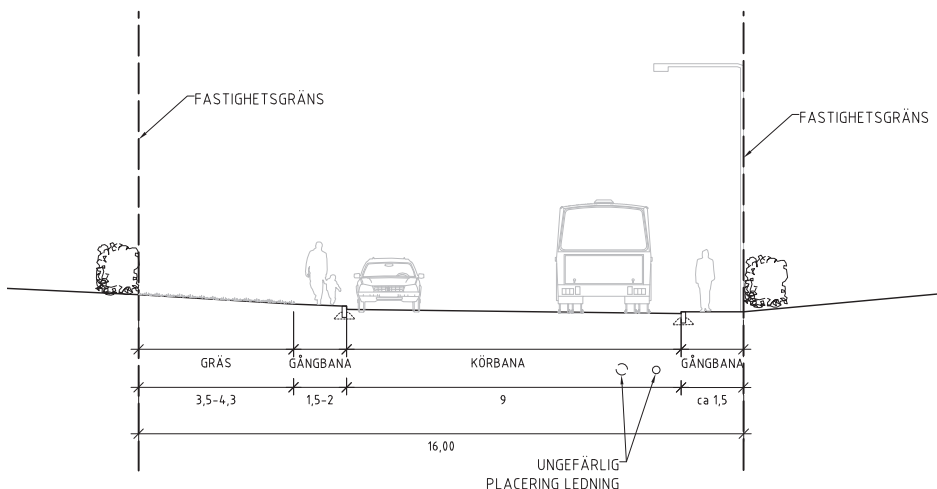 FASTIGHETSGRÄNS
FASTIGHETSGRÄNS
GRÄS
GÅNGBANA
KÖRBANA
GÅNGBANA
3,5-4,3
1,5-2
9
ca 1,5
16,00
UNGEFÄRLIG
PLACERING LEDNING